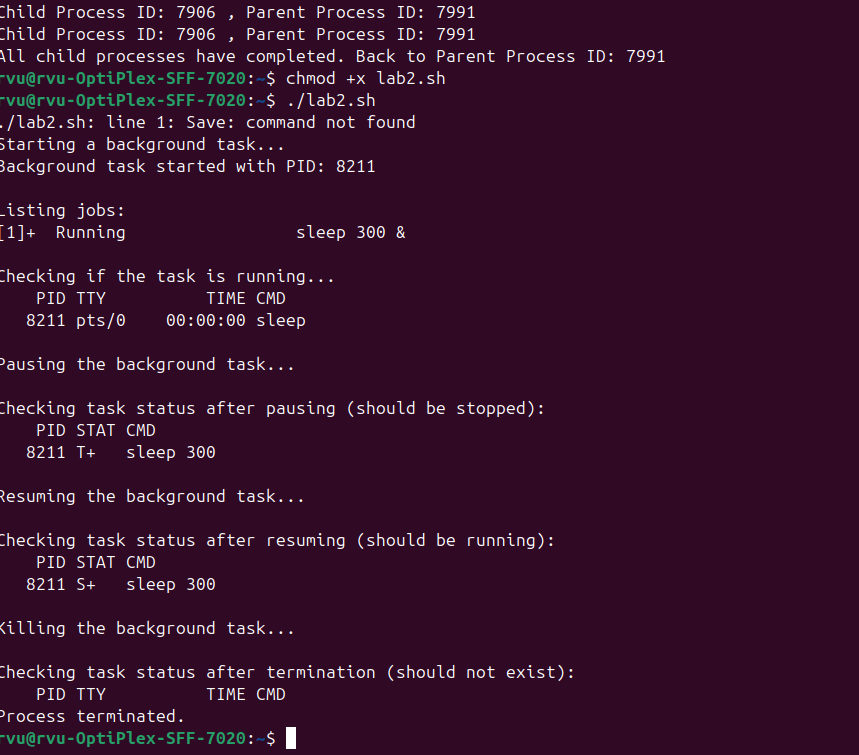 Child Process ID: 7906 , Parent Process ID: 7991
Child Process ID: 7906 , Parent Process ID: 7991
All child processes have completed. Back to Parent Process ID: 7991
rvu@rvu-OptiPlex-SFF-7020:~$ chmod +x lab2.sh
rvu@rvu-OptiPlex-SFF-7020:~$ ./lab2.sh
./lab2.sh: line 1: Save: command not found
Starting a background task...
Background task started with PID: 8211
Listing jobs:
[1]+  Running                 sleep 300 &
Checking if the task is running...
    PID TTY          TIME CMD
   8211 pts/0    00:00:00 sleep
Pausing the background task...
Checking task status after pausing (should be stopped):
    PID STAT CMD
   8211 T+   sleep 300
Resuming the background task...
Checking task status after resuming (should be running):
    PID STAT CMD
   8211 S+   sleep 300
Killing the background task...
Checking task status after termination (should not exist):
    PID TTY          TIME CMD
Process terminated.
rvu@rvu-OptiPlex-SFF-7020:~$